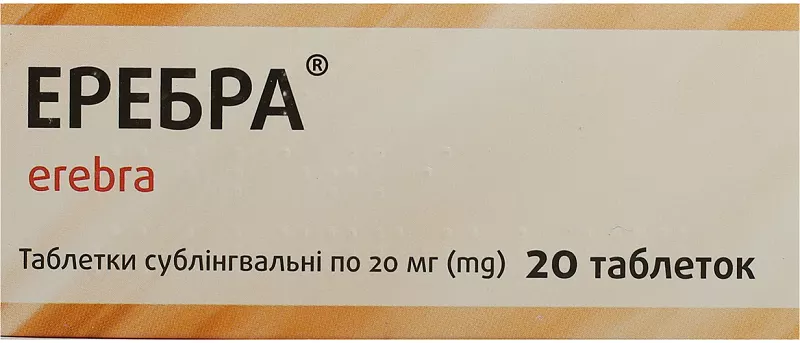 ЕРЕБРА®
erebra
Таблетки сублінгвальні по 20 мг (mg) 20 таблеток